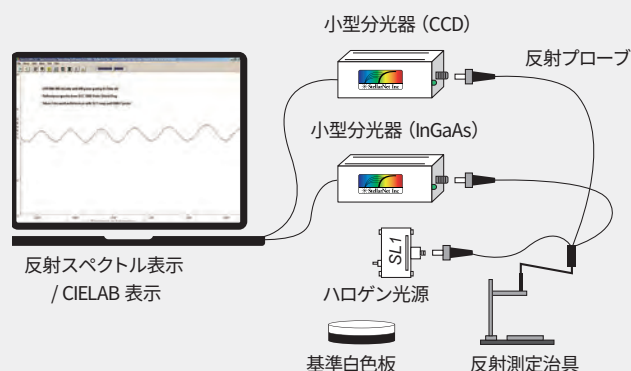 小型分光器（CCD）
反射プローブ
StellarNet Inc
小型分光器（InGaAs）
StellarNet Inc
SL1
反射スペクトル表示
/ CIELAB 表示
ハロゲン光源
基準白色板
反射測定治具